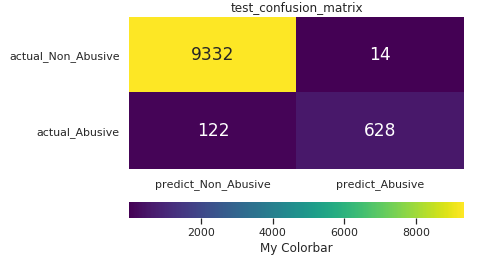 test_confusion_matrix
actual_Non_Abusive 9332 14
actual_Abusive 122 628
predict_Non_Abusive predict_Abusive
2000 4000 6000 8000
My Colorbar